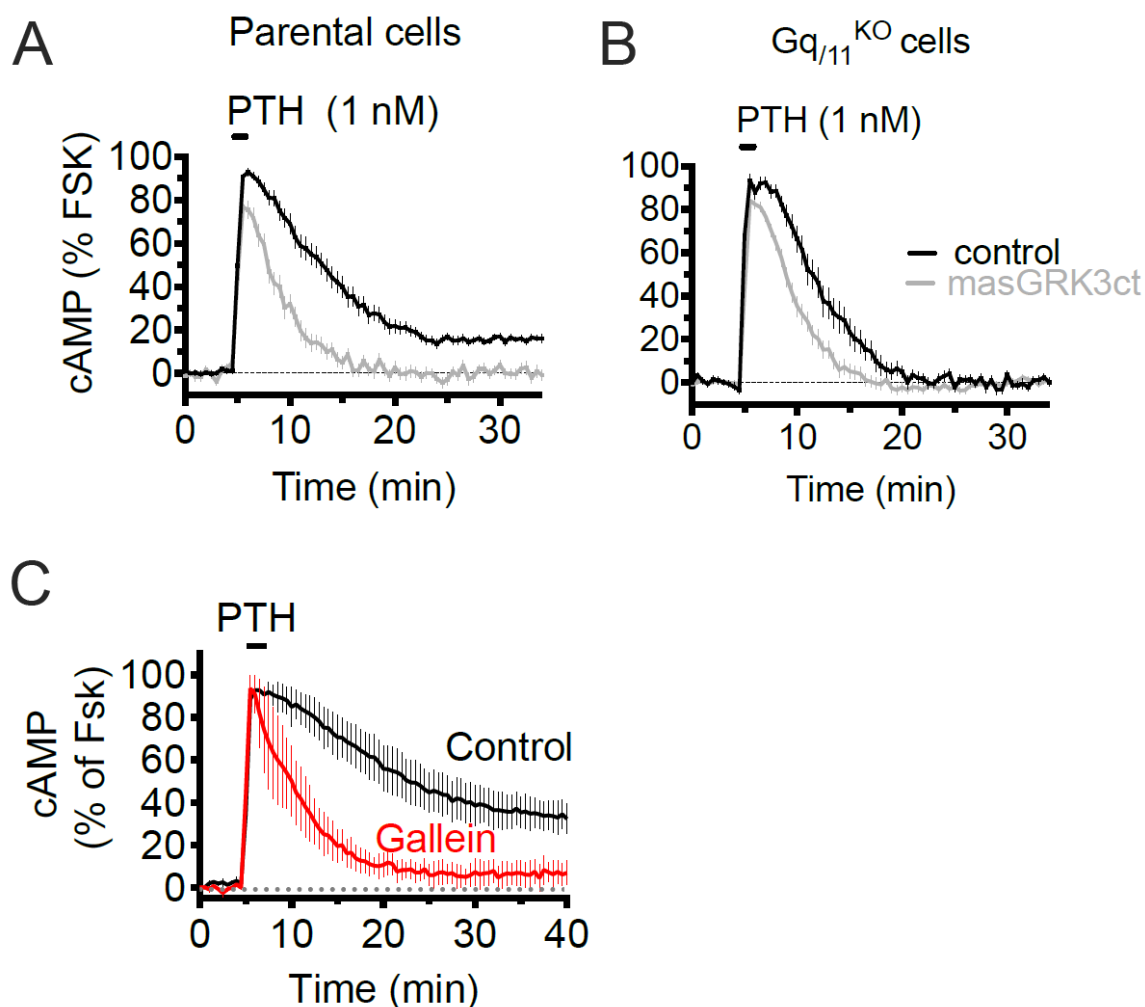 A
Parental cells
PTH (1 nM)
cAMP (% FSK)
100
80
60
40
20
0
0 10 20 30
Time (min)
B
Gq/11KO cells
PTH (1 nM)
100
80
60
40
20
0
control
masGRK3ct
0 10 20 30
Time (min)
C
PTH
cAMP
(% of Fsk)
100
80
60
40
20
0
Control
Gallein
0 10 20 30 40
Time (min)